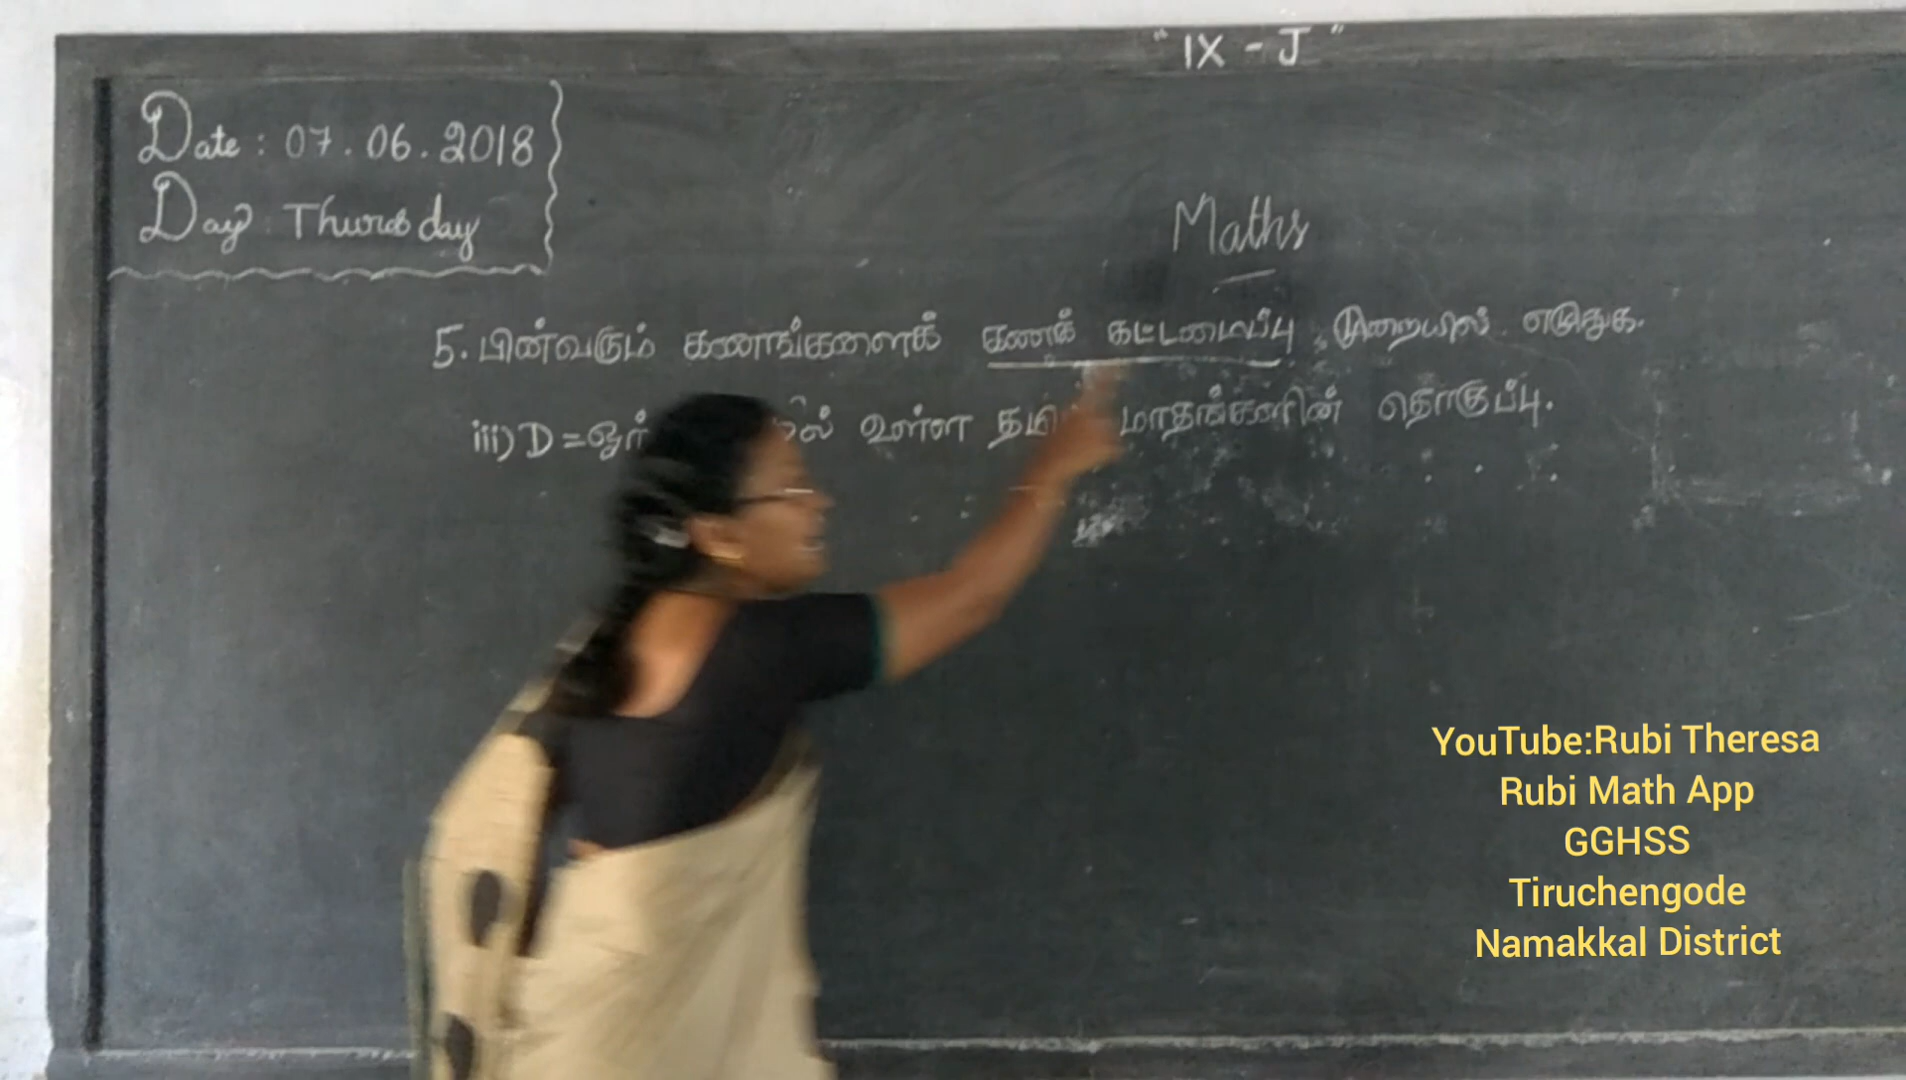 " IX - J "
Date : 07.06.2018
Day : Thursday
Maths
5. பின்வரும் கணங்களைக் கணக் கட்டமைப்பு முறையில் எழுதுக.
iii) D = ஓர் உள்ள தமிழ் மாதங்களின் தொகுப்பு.
YouTube:Rubi Theresa
Rubi Math App
GGHSS
Tiruchengode
Namakkal District